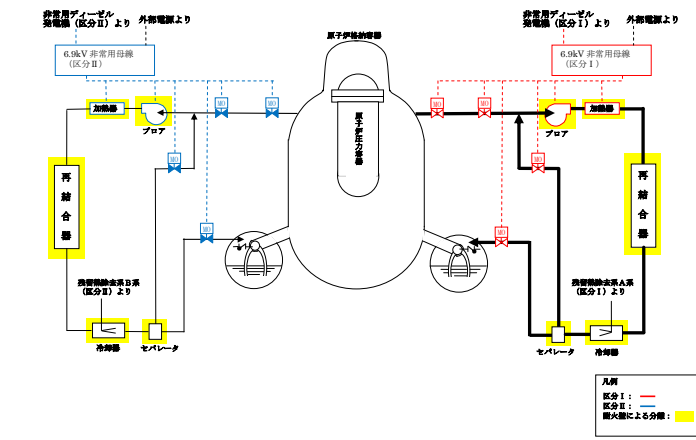 非常用ディーゼル
発電機（区分Ⅱ）より
外部電源より
6.9kV 非常用母線
（区分Ⅱ）
加熱器
ブロア
MO
MO
MO
MO
再結合器
残留熱除去系B系
（区分Ⅱ）より
冷却器
セパレータ
原子炉格納容器
原子炉圧力容器
非常用ディーゼル
発電機（区分Ⅰ）より
外部電源より
6.9kV 非常用母線
（区分Ⅰ）
MO
MO
MO
MO
ブロア
加熱器
再結合器
残留熱除去系A系
（区分Ⅰ）より
セパレータ
冷却器
凡例
区分Ⅰ：
区分Ⅱ：
耐火壁による分離：